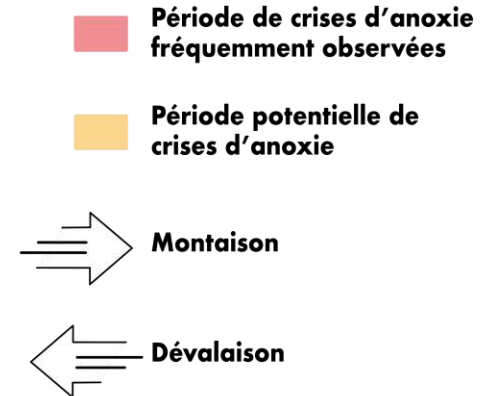 Période de crises d’anoxie
fréquemment observées
Période potentielle de
crises d’anoxie
Montaison
Dévalaison